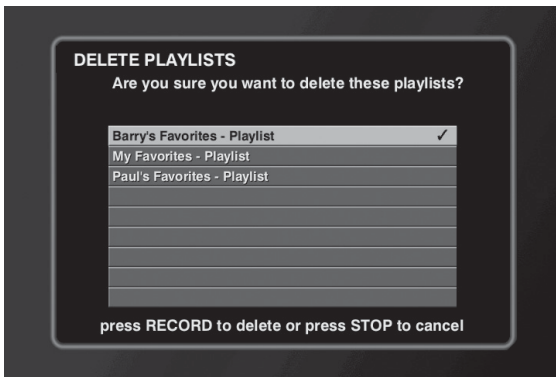 DELETE PLAYLISTS
Are you sure you want to delete these playlists?
Barry's Favorites - Playlist ✓
My Favorites - Playlist
Paul's Favorites - Playlist
press RECORD to delete or press STOP to cancel